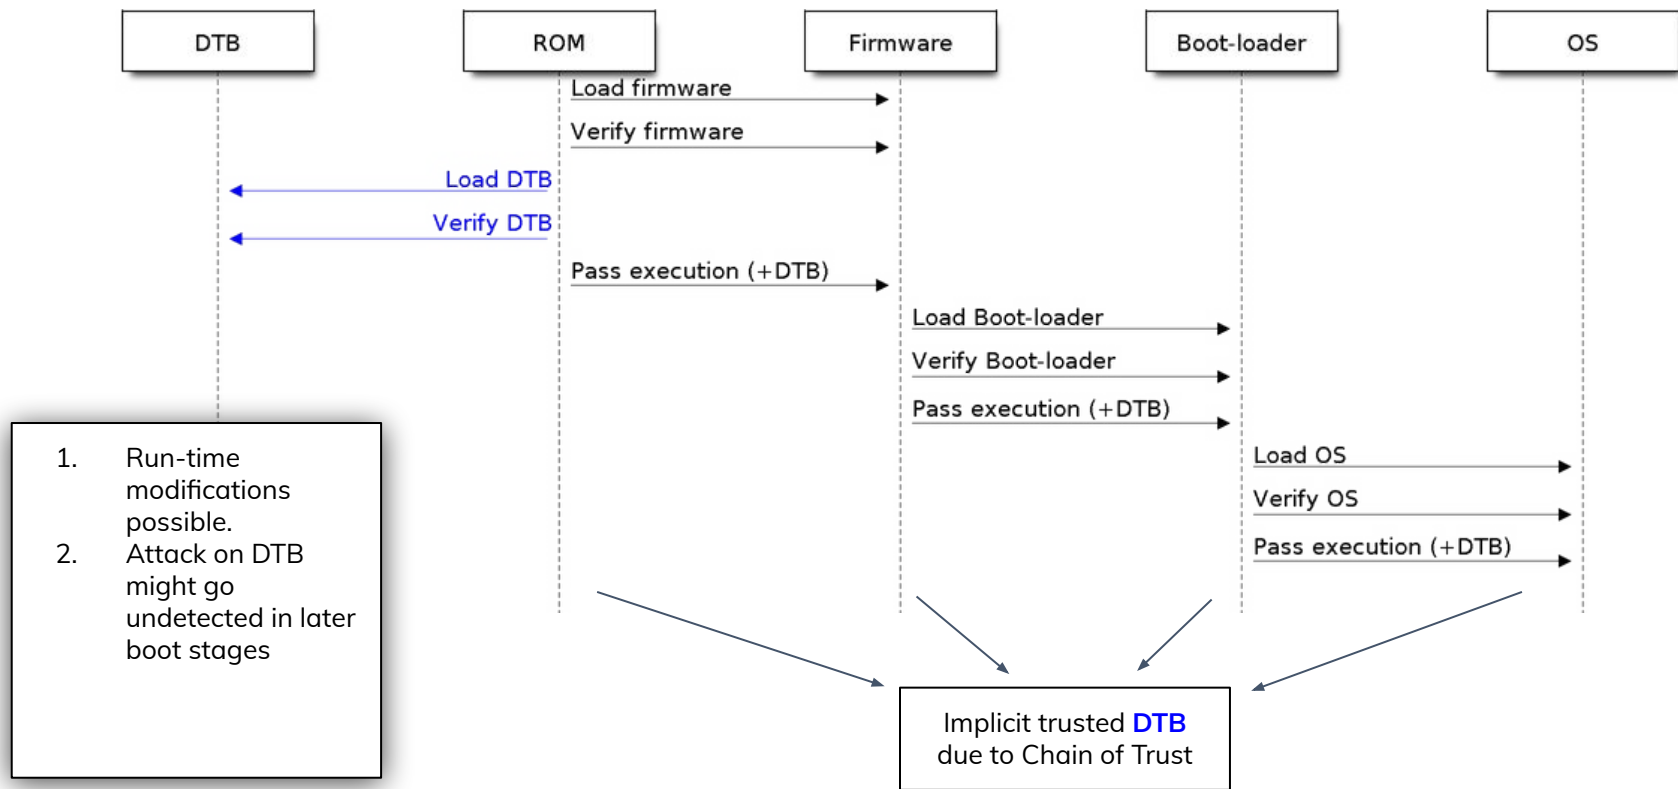 DTB
ROM
Firmware
Boot-loader
OS
Load firmware
Verify firmware
Load DTB
Verify DTB
Pass execution (+DTB)
Load Boot-loader
Verify Boot-loader
Pass execution (+DTB)
Load OS
Verify OS
Pass execution (+DTB)
1. Run-time
modifications
possible.
2. Attack on DTB
might go
undetected in later
boot stages
Implicit trusted DTB
due to Chain of Trust